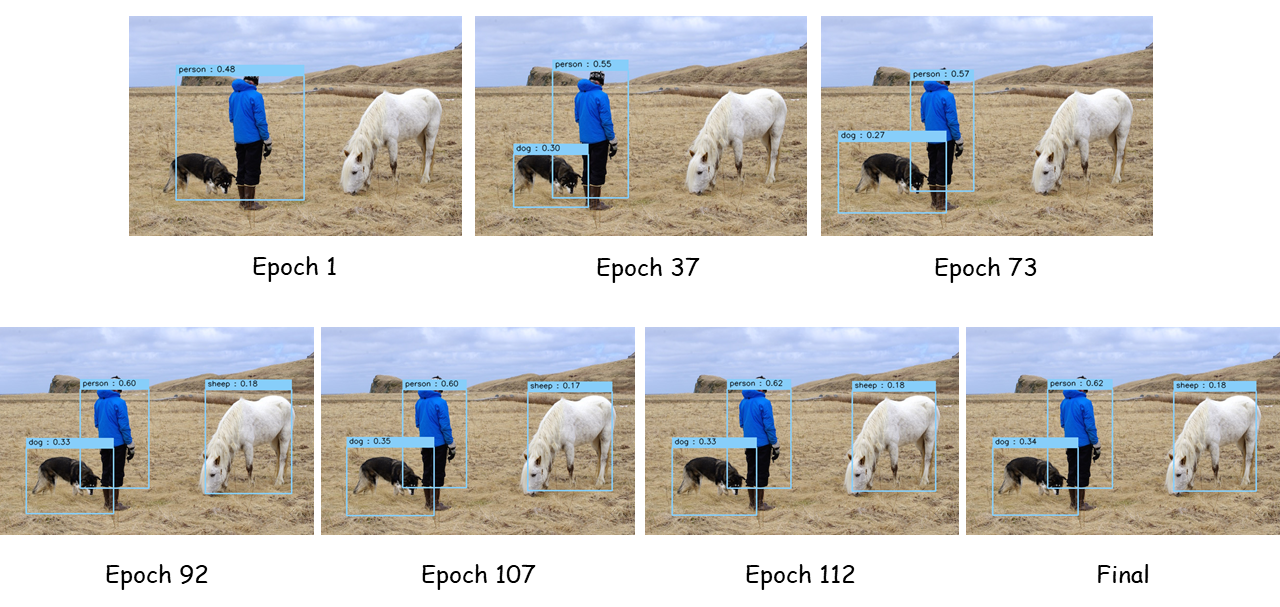 person : 0.48
person : 0.55
dog : 0.30
person : 0.57
dog : 0.27
Epoch 1
Epoch 37
Epoch 73
person : 0.60
sheep : 0.18
dog : 0.33
person : 0.60
sheep : 0.17
dog : 0.35
person : 0.62
sheep : 0.18
dog : 0.33
person : 0.62
sheep : 0.18
dog : 0.34
Epoch 92
Epoch 107
Epoch 112
Final